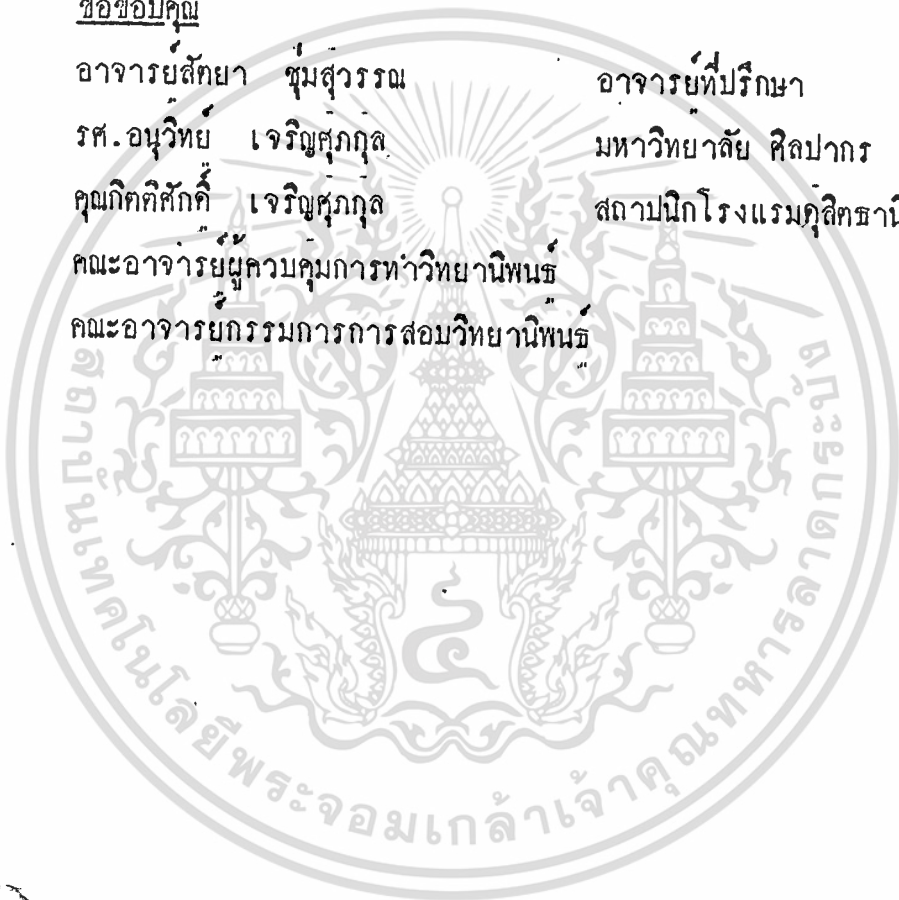 ขอขอบคุณ
อาจารย์สัตยา ชุ่มสุวรรณ อาจารย์ที่ปรึกษา
รศ.อนุวิทย์ เจริญศุภกุล มหาวิทยาลัย ศิลปากร
คุณกิตติศักดิ์ เจริญศุภกุล สถาปนิกโรงแรมดุสิตธานี
คณะอาจารย์ผู้ควบคุมการทำวิทยานิพนธ์
คณะอาจารย์กรรมการการสอบวิทยานิพนธ์
สถาบันเทคโนโลยีพระจอมเกล้าเจ้าคุณทหารลาดกระบัง